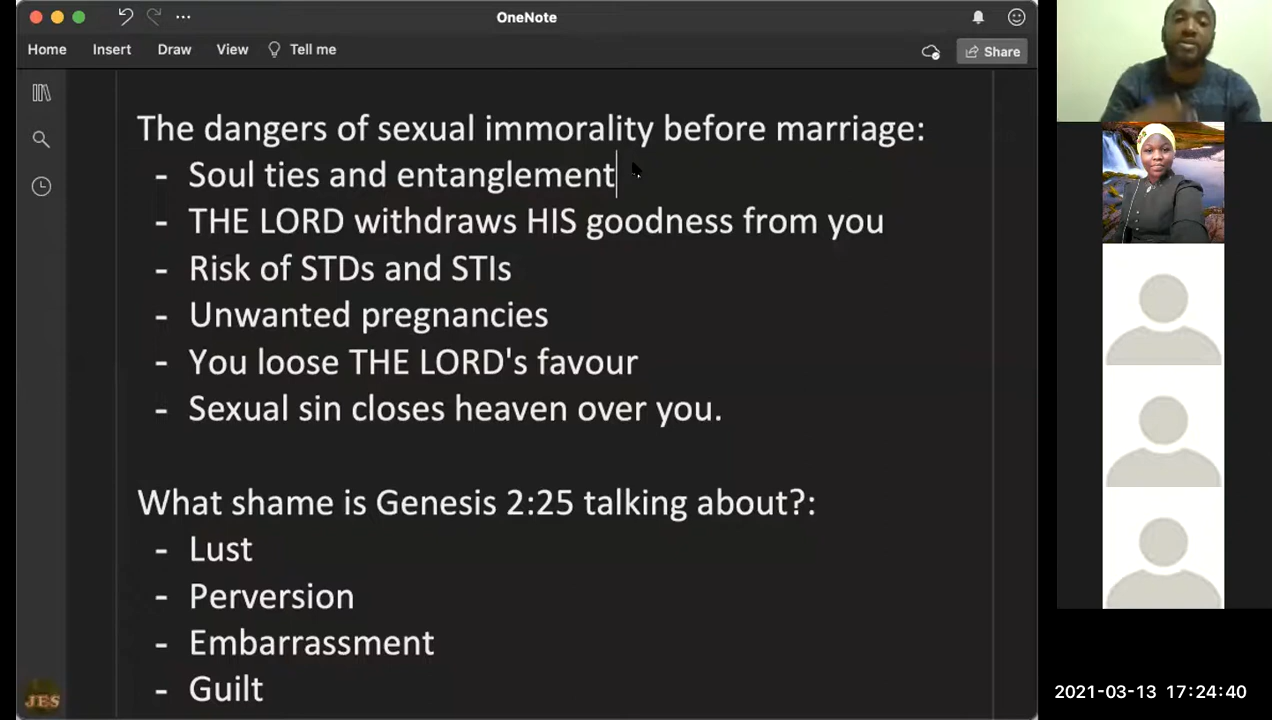 OneNote
Home Insert Draw View Tell me Share
The dangers of sexual immorality before marriage:
- Soul ties and entanglement
- THE LORD withdraws HIS goodness from you
- Risk of STDs and STIs
- Unwanted pregnancies
- You loose THE LORD's favour
- Sexual sin closes heaven over you.
What shame is Genesis 2:25 talking about?:
- Lust
- Perversion
- Embarrassment
- Guilt
JES
2021-03-13 17:24:40